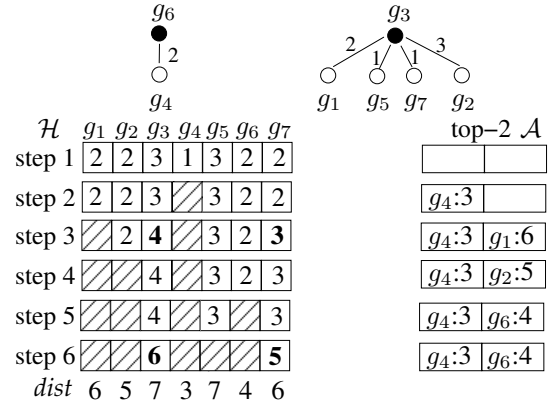 g₆ g₃
2 2 1 1 3
g₄ g₁ g₅ g₇ g₂
ℋ g₁ g₂ g₃ g₄ g₅ g₆ g₇ top−2 𝒜
step 1 2 2 3 1 3 2 2
step 2 2 2 3 3 2 2 g₄:3
step 3 2 4 3 2 3 g₄:3 g₁:6
step 4 4 3 2 3 g₄:3 g₂:5
step 5 4 3 3 g₄:3 g₆:4
step 6 6 5 g₄:3 g₆:4
dist 6 5 7 3 7 4 6